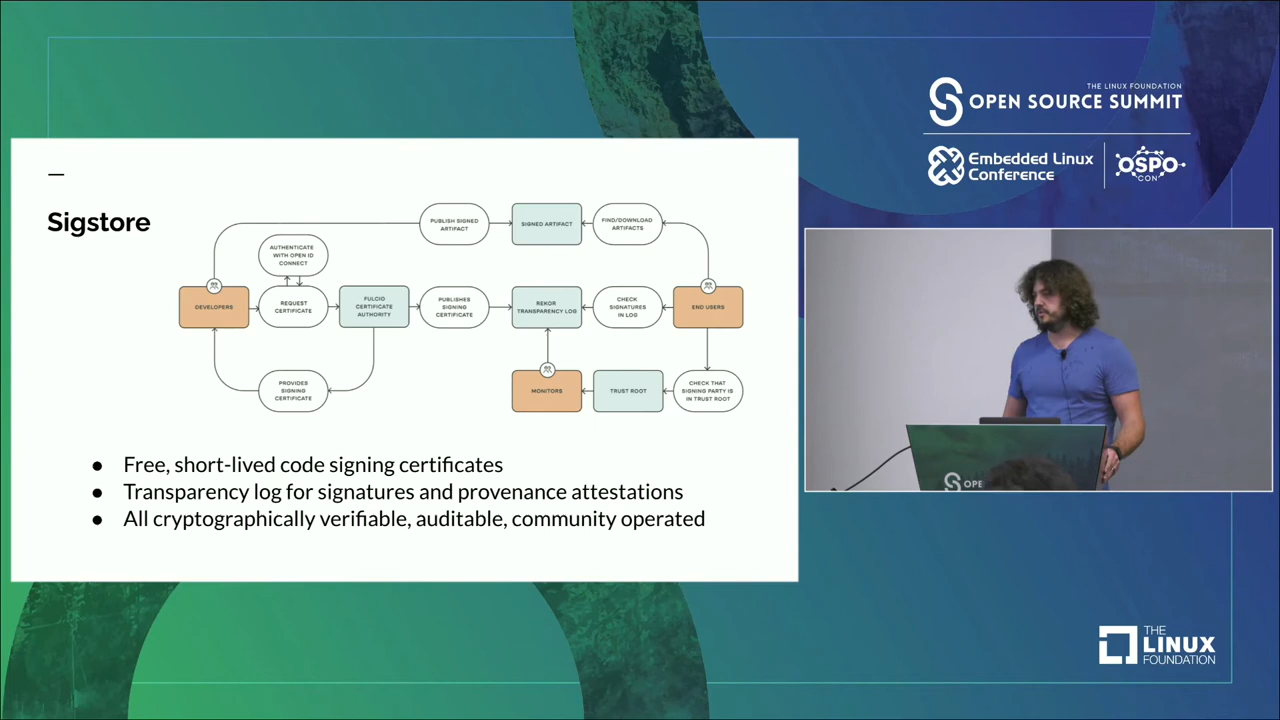 THE LINUX FOUNDATION
OPEN SOURCE SUMMIT
Embedded Linux
Conference
OSPO
CON
Sigstore
PUBLISH SIGNED
ARTIFACT
SIGNED ARTIFACT
FIND/DOWNLOAD
ARTIFACTS
AUTHENTICATE
WITH OPEN ID
CONNECT
DEVELOPERS
REQUEST
CERTIFICATE
FULCIO
CERTIFICATE
AUTHORITY
PUBLISHES
SIGNING
CERTIFICATE
REKOR
TRANSPARENCY LOG
CHECK
SIGNATURES
IN LOG
END USERS
PROVIDES
SIGNING
CERTIFICATE
MONITORS
TRUST ROOT
CHECK THAT
SIGNING PARTY IS
IN TRUST ROOT
● Free, short-lived code signing certificates
● Transparency log for signatures and provenance attestations
● All cryptographically verifiable, auditable, community operated
OPE
THE
LINUX
FOUNDATION